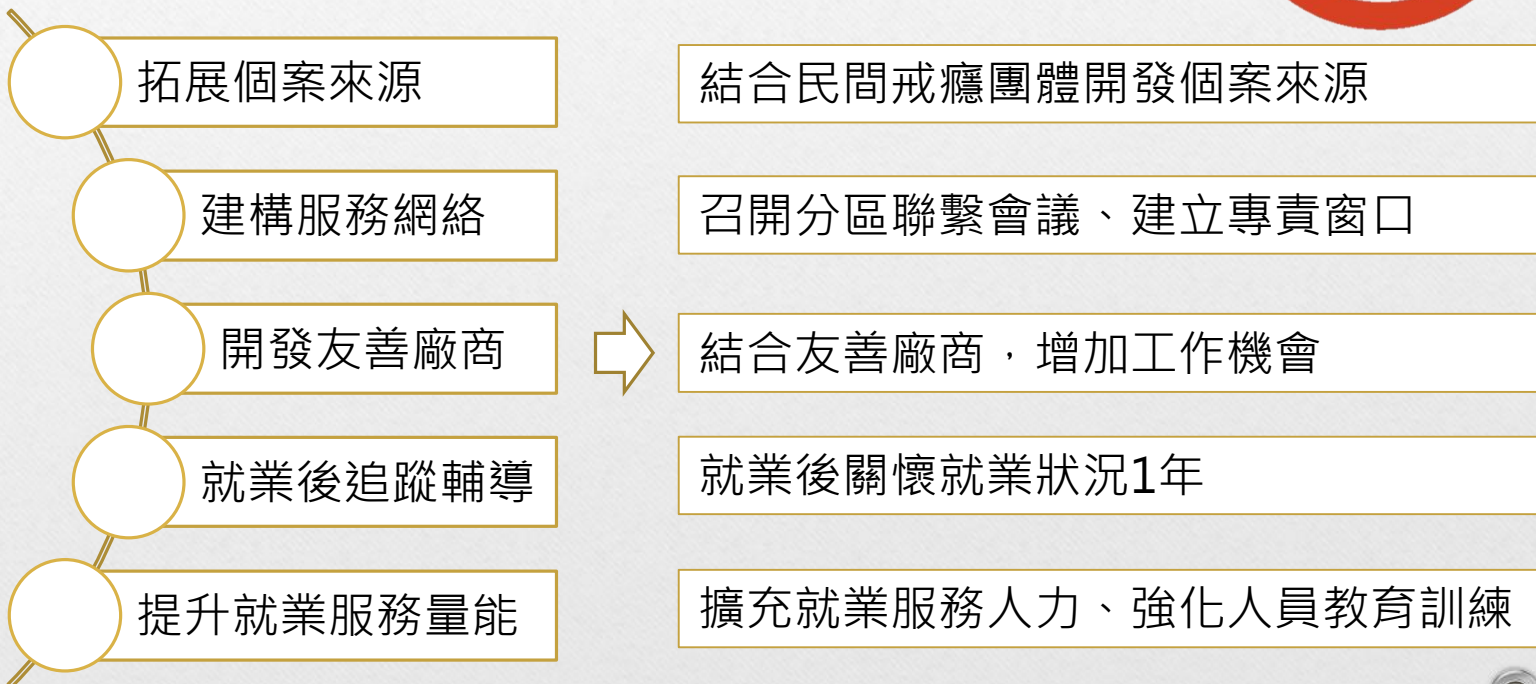 拓展個案來源
結合民間戒癮團體開發個案來源
建構服務網絡
召開分區聯繫會議、建立專責窗口
開發友善廠商
結合友善廠商，增加工作機會
就業後追蹤輔導
就業後關懷就業狀況1年
提升就業服務量能
擴充就業服務人力、強化人員教育訓練